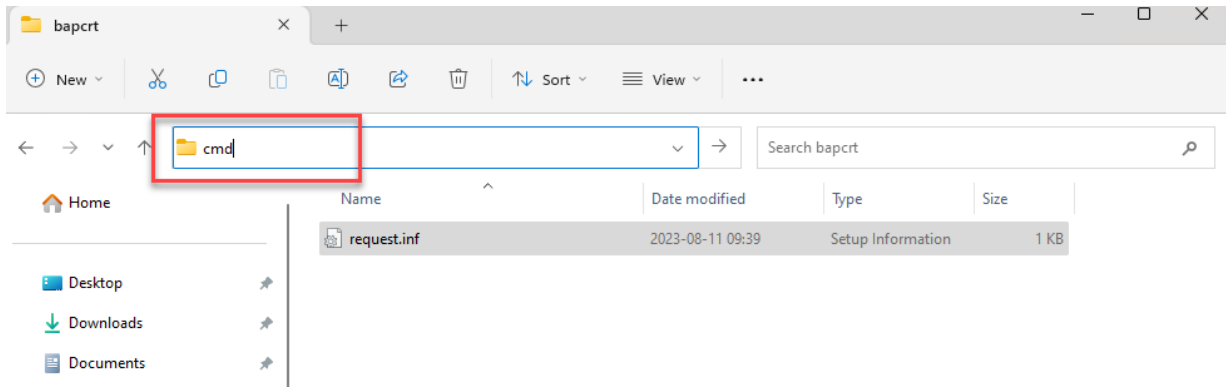 bapcrt
New
Sort
View
cmd
Search bapcrt
Home
Name
Date modified
Type
Size
request.inf
2023-08-11 09:39
Setup Information
1 KB
Desktop
Downloads
Documents